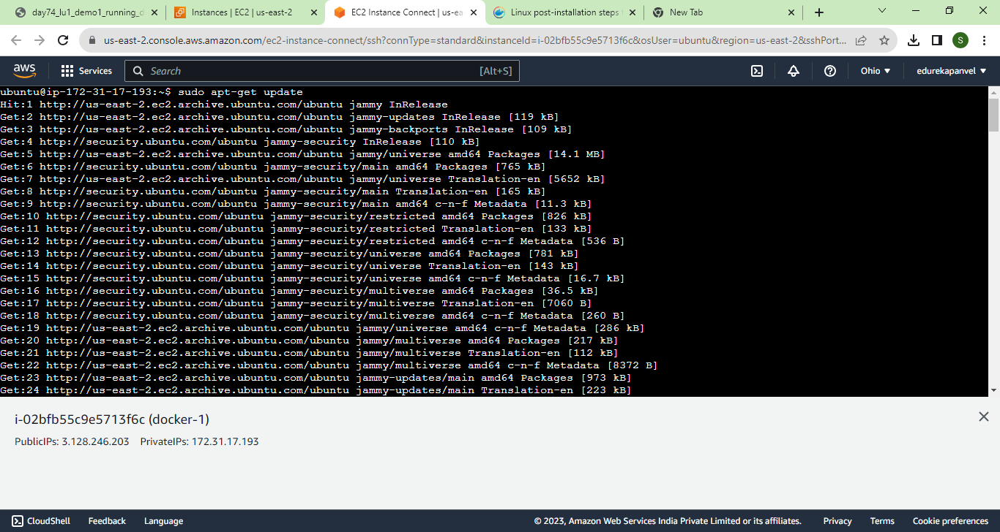 day74_lu1_demo1_running_d
Instances | EC2 | us-east-2
EC2 Instance Connect | us-ea
Linux post-installation steps
New Tab
us-east-2.console.aws.amazon.com/ec2-instance-connect/ssh?connType=standard&instanceId=i-02bfb55c9e5713f6c&osUser=ubuntu&region=us-east-2&sshPort...
S
aws
Services
Search
[Alt+S]
Ohio
edurekapanvel
ubuntu@ip-172-31-17-193:~$ sudo apt-get update
Hit:1 http://us-east-2.ec2.archive.ubuntu.com/ubuntu jammy InRelease
Get:2 http://us-east-2.ec2.archive.ubuntu.com/ubuntu jammy-updates InRelease [119 kB]
Get:3 http://us-east-2.ec2.archive.ubuntu.com/ubuntu jammy-backports InRelease [109 kB]
Get:4 http://security.ubuntu.com/ubuntu jammy-security InRelease [110 kB]
Get:5 http://us-east-2.ec2.archive.ubuntu.com/ubuntu jammy/universe amd64 Packages [14.1 MB]
Get:6 http://security.ubuntu.com/ubuntu jammy-security/main amd64 Packages [765 kB]
Get:7 http://us-east-2.ec2.archive.ubuntu.com/ubuntu jammy/universe Translation-en [5652 kB]
Get:8 http://security.ubuntu.com/ubuntu jammy-security/main Translation-en [165 kB]
Get:9 http://security.ubuntu.com/ubuntu jammy-security/main amd64 c-n-f Metadata [11.3 kB]
Get:10 http://security.ubuntu.com/ubuntu jammy-security/restricted amd64 Packages [826 kB]
Get:11 http://security.ubuntu.com/ubuntu jammy-security/restricted Translation-en [133 kB]
Get:12 http://security.ubuntu.com/ubuntu jammy-security/restricted amd64 c-n-f Metadata [536 B]
Get:13 http://security.ubuntu.com/ubuntu jammy-security/universe amd64 Packages [781 kB]
Get:14 http://security.ubuntu.com/ubuntu jammy-security/universe Translation-en [143 kB]
Get:15 http://security.ubuntu.com/ubuntu jammy-security/universe amd64 c-n-f Metadata [16.7 kB]
Get:16 http://security.ubuntu.com/ubuntu jammy-security/multiverse amd64 Packages [36.5 kB]
Get:17 http://security.ubuntu.com/ubuntu jammy-security/multiverse Translation-en [7060 B]
Get:18 http://security.ubuntu.com/ubuntu jammy-security/multiverse amd64 c-n-f Metadata [260 B]
Get:19 http://us-east-2.ec2.archive.ubuntu.com/ubuntu jammy/universe amd64 c-n-f Metadata [286 kB]
Get:20 http://us-east-2.ec2.archive.ubuntu.com/ubuntu jammy/multiverse amd64 Packages [217 kB]
Get:21 http://us-east-2.ec2.archive.ubuntu.com/ubuntu jammy/multiverse Translation-en [112 kB]
Get:22 http://us-east-2.ec2.archive.ubuntu.com/ubuntu jammy/multiverse amd64 c-n-f Metadata [8372 B]
Get:23 http://us-east-2.ec2.archive.ubuntu.com/ubuntu jammy-updates/main amd64 Packages [973 kB]
Get:24 http://us-east-2.ec2.archive.ubuntu.com/ubuntu jammy-updates/main Translation-en [223 kB]
i-02bfb55c9e5713f6c (docker-1)
PublicIPs: 3.128.246.203 PrivateIPs: 172.31.17.193
CloudShell
Feedback
Language
© 2023, Amazon Web Services India Private Limited or its affiliates.
Privacy
Terms
Cookie preferences